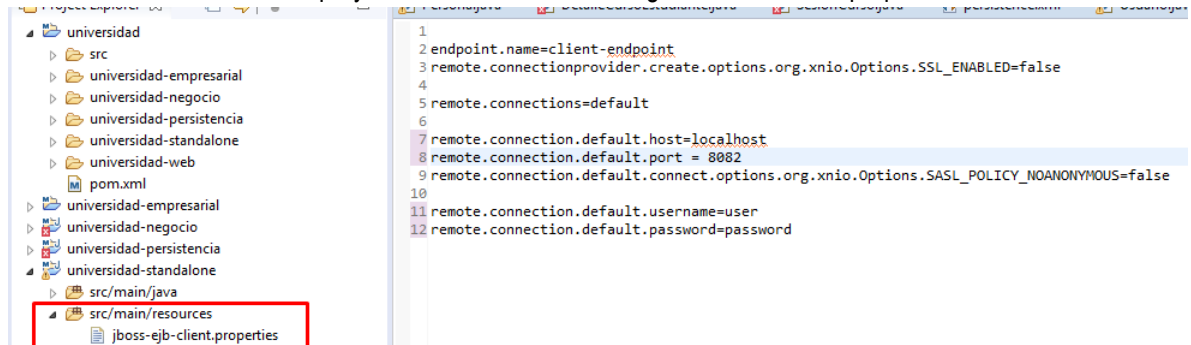 universidad
src
universidad-empresarial
universidad-negocio
universidad-persistencia
universidad-standalone
universidad-web
pom.xml
universidad-empresarial
universidad-negocio
universidad-persistencia
universidad-standalone
src/main/java
src/main/resources
jboss-ejb-client.properties
1
2 endpoint.name=client-endpoint
3 remote.connectionprovider.create.options.org.xnio.Options.SSL_ENABLED=false
4
5 remote.connections=default
6
7 remote.connection.default.host=localhost
8 remote.connection.default.port = 8082
9 remote.connection.default.connect.options.org.xnio.Options.SASL_POLICY_NOANONYMOUS=false
10
11 remote.connection.default.username=user
12 remote.connection.default.password=password